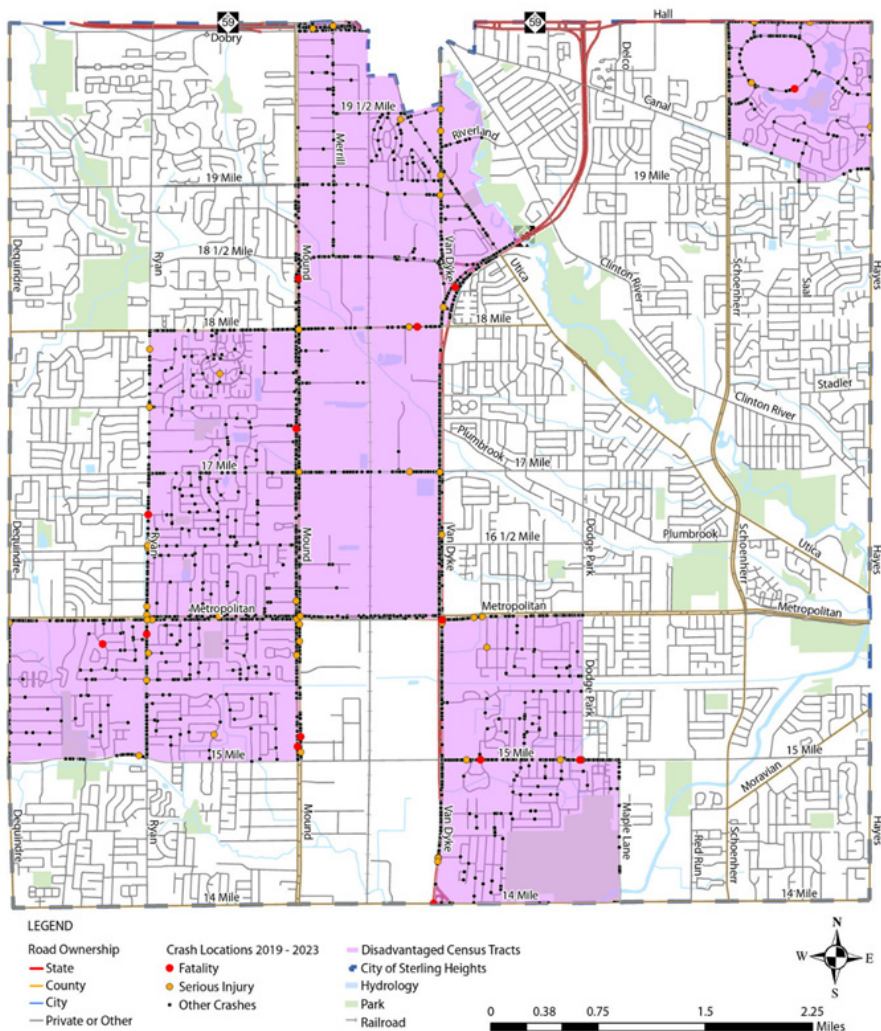 59
59
Hall
Dobry
Delco
Canal
19 1/2 Mile
Merrill
Riverland
19 Mile
19 Mile
Dequindre
Ryan
18 1/2 Mile
Mound
Van Dyke
Utica
Clinton River
Schoenherr
Saal
Hayes
18 Mile
18 Mile
Stadler
Clinton River
Plumbrook
17 Mile
17 Mile
Dequindre
Ryan
Mound
Van Dyke
16 1/2 Mile
Dodge Park
Plumbrook
Schoenherr
Utica
Hayes
Metropolitan
Metropolitan
Metropolitan
Dodge Park
15 Mile
15 Mile
15 Mile
Moravian
Dequindre
Ryan
Mound
Van Dyke
Maple Lane
Red Run
Schoenherr
Hayes
14 Mile
14 Mile
14 Mile
LEGEND
Road Ownership
State
County
City
Private or Other
Crash Locations 2019 - 2023
Fatality
Serious Injury
Other Crashes
Disadvantaged Census Tracts
City of Sterling Heights
Hydrology
Park
Railroad
N
W
E
S
0 0.38 0.75 1.5 2.25
Miles